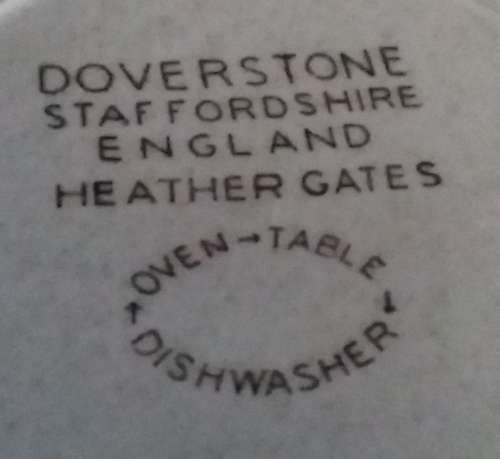 DOVERSTONE
STAFFORDSHIRE
ENGLAND
HEATHER GATES
OVEN→TABLE
↓
DISHWASHER
↑